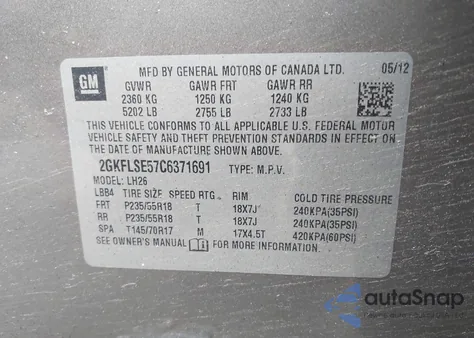 GM
MFD BY GENERAL MOTORS OF CANADA LTD. 05/12
GVWR GAWR FRT GAWR RR
2360 KG 1250 KG 1240 KG
5202 LB 2755 LB 2733 LB
THIS VEHICLE CONFORMS TO ALL APPLICABLE U.S. FEDERAL MOTOR
VEHICLE SAFETY AND THEFT PREVENTION STANDARDS IN EFFECT ON
THE DATE OF MANUFACTURE SHOWN ABOVE.
2GKFLSE57C6371691 TYPE: M.P.V.
MODEL: LH26
LBB4 TIRE SIZE SPEED RTG RIM COLD TIRE PRESSURE
FRT P235/55R18 T 18X7J 240KPA(35PSI)
RR P235/55R18 T 18X7J 240KPA(35PSI)
SPA T145/70R17 M 17X4.5T 420KPA(60PSI)
SEE OWNER'S MANUAL FOR MORE INFORMATION.
autoSnap